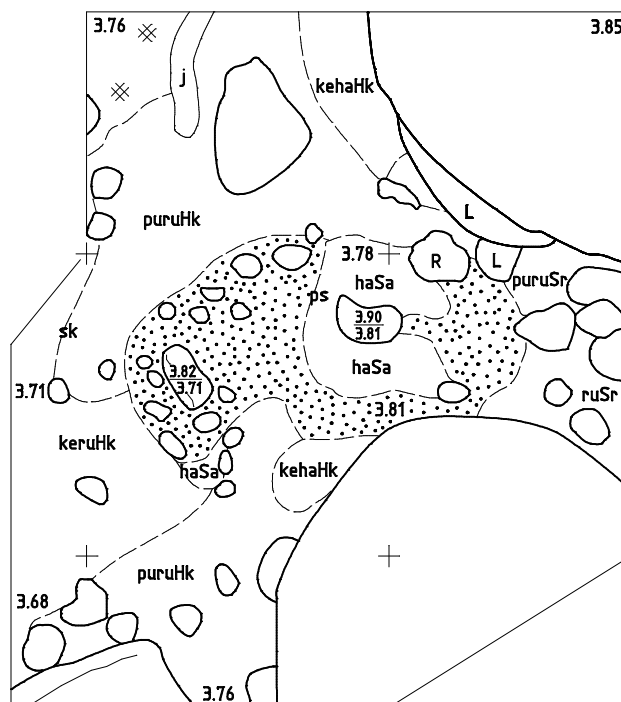 3.76
3.85
j
kehaHk
L
puruHk
3.78
R
L
haSa
puruSr
ps
3.90
3.81
sk
haSa
3.82
3.71
3.71
ruSr
3.81
keruHk
haSa
kehaHk
puruHk
3.68
3.76